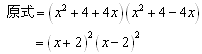 原式 = (x² + 4 + 4x)(x² + 4 − 4x)
= (x + 2)²(x − 2)²